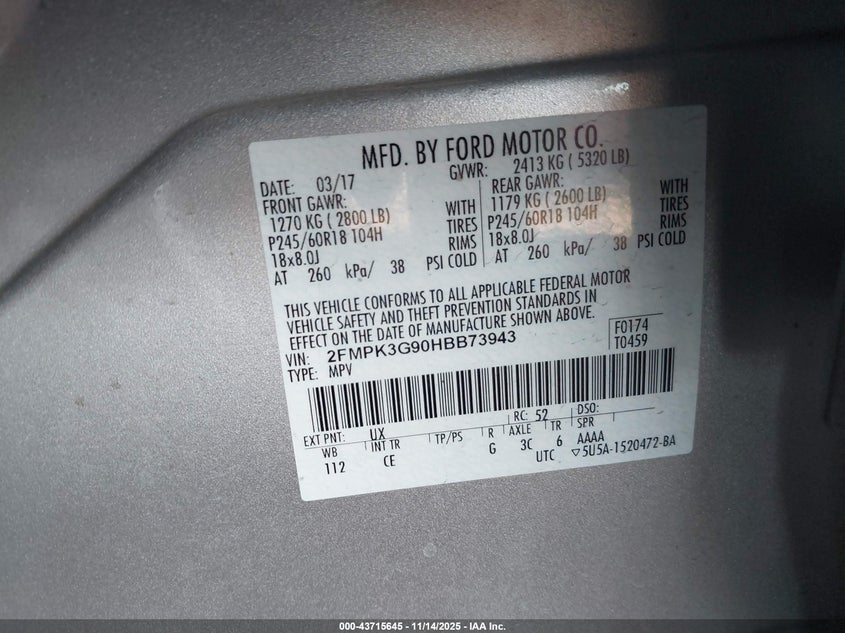 MFD. BY FORD MOTOR CO.
DATE: 03/17 GVWR: 2413 KG ( 5320 LB)
FRONT GAWR: REAR GAWR:
1270 KG ( 2800 LB) WITH 1179 KG ( 2600 LB) WITH
P245/60R18 104H TIRES P245/60R18 104H TIRES
18x8.0J RIMS 18x8.0J RIMS
AT 260 kPa/ 38 PSI COLD AT 260 kPa/ 38 PSI COLD
THIS VEHICLE CONFORMS TO ALL APPLICABLE FEDERAL MOTOR
VEHICLE SAFETY AND THEFT PREVENTION STANDARDS IN
EFFECT ON THE DATE OF MANUFACTURE SHOWN ABOVE.
VIN: 2FMPK3G90HBB73943 F0174
TYPE: MPV T0459
EXT PNT: UX RC: 52 DSO:
WB INT TR TP/PS R AXLE TR SPR
112 CE G 3C 6 AAAA
UTC ▽5U5A-1520472-BA
000-43715645 - 11/14/2025 - IAA Inc.